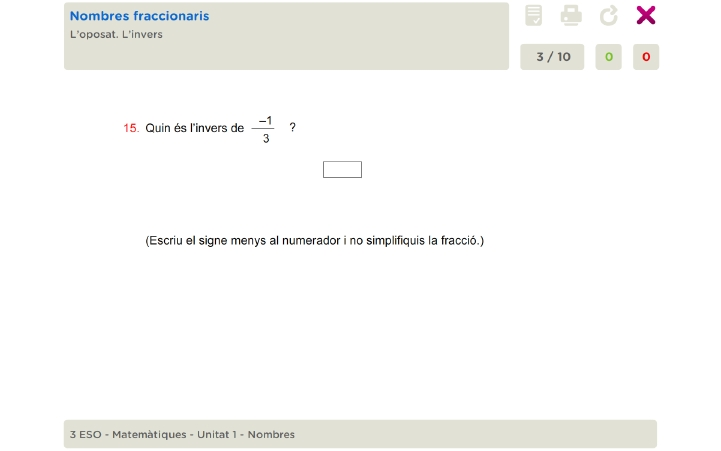 Nombres fraccionaris
L'oposat. L'invers
3 / 10
0
0
15. Quin és l'invers de −1/3 ?
(Escriu el signe menys al numerador i no simplifiquis la fracció.)
3 ESO - Matemàtiques - Unitat 1 - Nombres